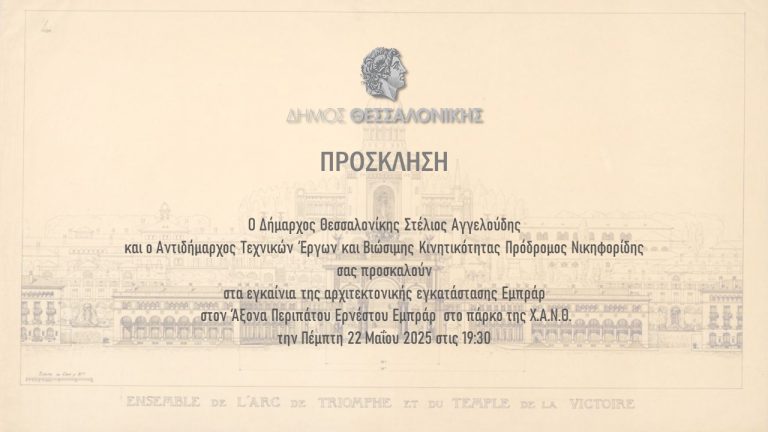 ΔΗΜΟΣ ΘΕΣΣΑΛΟΝΙΚΗΣ
ΠΡΟΣΚΛΗΣΗ
Ο Δήμαρχος Θεσσαλονίκης Στέλιος Αγγελούδης
και ο Αντιδήμαρχος Τεχνικών Έργων και Βιώσιμης Κινητικότητας Πρόδρομος Νικηφορίδης
σας προσκαλούν
στα εγκαίνια της αρχιτεκτονικής εγκατάστασης Εμπράρ
στον Άξονα Περιπάτου Ερνέστου Εμπράρ στο πάρκο της Χ.Α.Ν.Θ.
την Πέμπτη 22 Μαΐου 2025 στις 19:30
ENSEMBLE DE L'ARC DE TRIOMPHE ET DU TEMPLE DE LA VICTOIRE